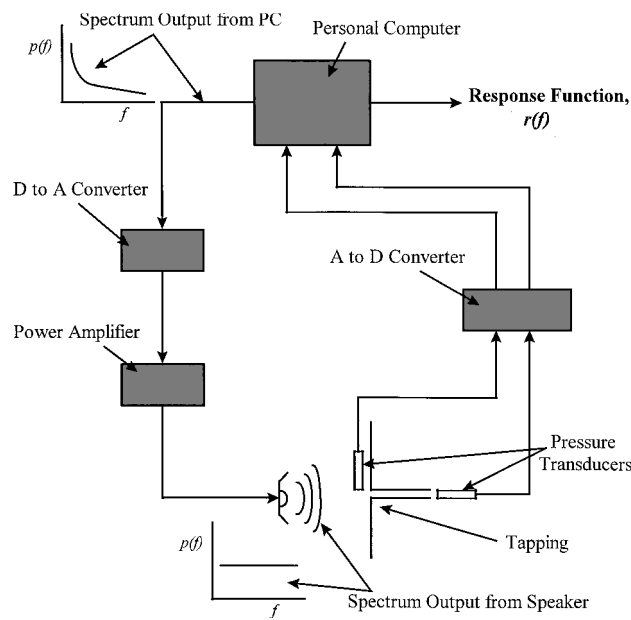 Spectrum Output from PC
Personal Computer
p(f)
f
Response Function,
r(f)
D to A Converter
A to D Converter
Power Amplifier
Pressure
Transducers
Tapping
p(f)
f
Spectrum Output from Speaker